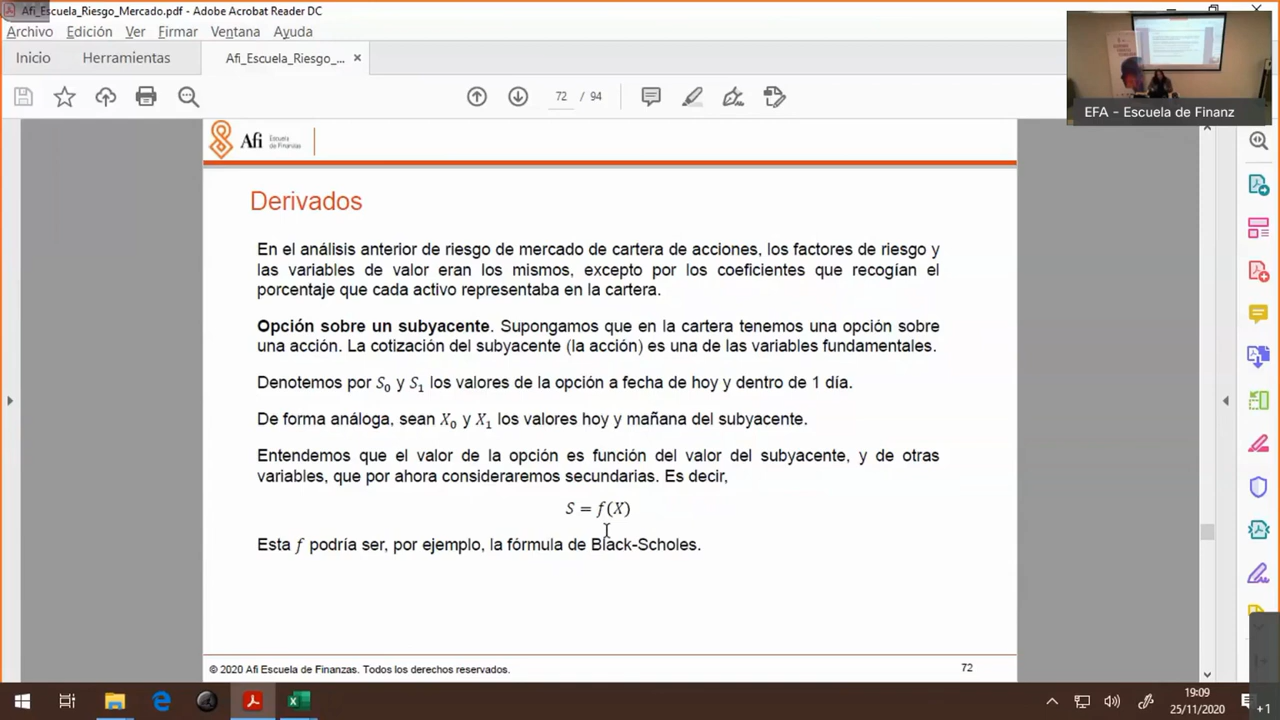 Afi_Escuela_Riesgo_Mercado.pdf - Adobe Acrobat Reader DC
Archivo Edición Ver Firmar Ventana Ayuda
Inicio Herramientas Afi_Escuela_Riesgo_... ×
72 / 94
EFA - Escuela de Finanz
Afi Escuela de Finanzas
Derivados
En el análisis anterior de riesgo de mercado de cartera de acciones, los factores de riesgo y
las variables de valor eran los mismos, excepto por los coeficientes que recogían el
porcentaje que cada activo representaba en la cartera.
Opción sobre un subyacente. Supongamos que en la cartera tenemos una opción sobre
una acción. La cotización del subyacente (la acción) es una de las variables fundamentales.
Denotemos por S₀ y S₁ los valores de la opción a fecha de hoy y dentro de 1 día.
De forma análoga, sean X₀ y X₁ los valores hoy y mañana del subyacente.
Entendemos que el valor de la opción es función del valor del subyacente, y de otras
variables, que por ahora consideraremos secundarias. Es decir,
S = f(X)
Esta f podría ser, por ejemplo, la fórmula de Black-Scholes.
© 2020 Afi Escuela de Finanzas. Todos los derechos reservados.
72
19:09
25/11/2020
+1